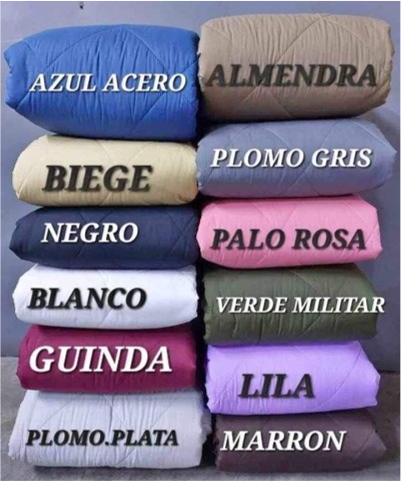 AZUL ACERO
ALMENDRA
BIEGE
PLOMO GRIS
NEGRO
PALO ROSA
BLANCO
VERDE MILITAR
GUINDA
LILA
PLOMO.PLATA
MARRON